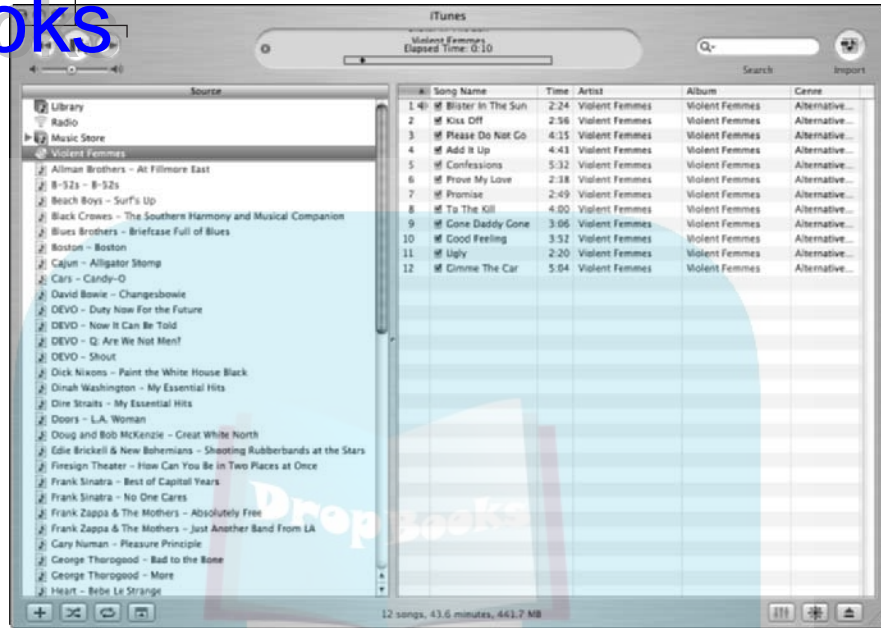 oks
iTunes
Violent Femmes
Elapsed Time: 0:10
Search
Import
Source
Library
Radio
Music Store
Violent Femmes
Allman Brothers – At Fillmore East
B-52s – B-52s
Beach Boys – Surf's Up
Black Crowes – The Southern Harmony and Musical Companion
Blues Brothers – Briefcase Full of Blues
Boston – Boston
Cajun – Alligator Stomp
Cars – Candy-O
David Bowie – Changesbowie
DEVO – Duty Now For the Future
DEVO – Now It Can Be Told
DEVO – Q: Are We Not Men?
DEVO – Shout
Dick Nixons – Paint the White House Black
Dinah Washington – My Essential Hits
Dire Straits – My Essential Hits
Doors – L.A. Woman
Doug and Bob McKenzie – Great White North
Edie Brickell & New Bohemians – Shooting Rubberbands at the Stars
Firesign Theater – How Can You Be in Two Places at Once
Frank Sinatra – Best of Capitol Years
Frank Sinatra – No One Cares
Frank Zappa & The Mothers – Absolutely Free
Frank Zappa & The Mothers – Just Another Band From LA
Gary Numan – Pleasure Principle
George Thorogood – Bad to the Bone
George Thorogood – More
Heart – Bebe Le Strange
Song Name Time Artist Album Genre
1 Blister In The Sun 2:24 Violent Femmes Violent Femmes Alternative...
2 Kiss Off 2:56 Violent Femmes Violent Femmes Alternative...
3 Please Do Not Go 4:15 Violent Femmes Violent Femmes Alternative...
4 Add It Up 4:43 Violent Femmes Violent Femmes Alternative...
5 Confessions 5:32 Violent Femmes Violent Femmes Alternative...
6 Prove My Love 2:38 Violent Femmes Violent Femmes Alternative...
7 Promise 2:49 Violent Femmes Violent Femmes Alternative...
8 To The Kill 4:00 Violent Femmes Violent Femmes Alternative...
9 Gone Daddy Gone 3:06 Violent Femmes Violent Femmes Alternative...
10 Good Feeling 3:52 Violent Femmes Violent Femmes Alternative...
11 Ugly 2:20 Violent Femmes Violent Femmes Alternative...
12 Gimme The Car 5:04 Violent Femmes Violent Femmes Alternative...
DropBooks
12 songs, 43.6 minutes, 441.7 MB